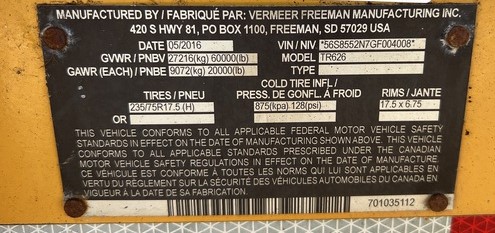 MANUFACTURED BY / FABRIQUÉ PAR: VERMEER FREEMAN MANUFACTURING INC.
420 S HWY 81, PO BOX 1100, FREEMAN, SD 57029 USA
DATE 05/2016 VIN / NIV *56S8552N7GF004008*
GVWR / PNBV 27216(kg) 60000(lb) MODEL TR626
GAWR (EACH) / PNBE 9072(kg) 20000(lb) TYPE
COLD TIRE INFL /
TIRES / PNEU PRESS. DE GONFL. À FROID RIMS / JANTE
235/75R17.5 (H) 875(kpa) 128(psi) 17.5 x 6.75
OR
THIS VEHICLE CONFORMS TO ALL APPLICABLE FEDERAL MOTOR VEHICLE SAFETY
STANDARDS IN EFFECT ON THE DATE OF MANUFACTURING SHOWN ABOVE. THIS
VEHICLE CONFORMS TO ALL APPLICABLE STANDARDS PRESCRIBED UNDER THE CANADIAN
MOTOR VEHICLE SAFETY REGULATIONS IN EFFECT ON THE DATE OF MANUFACTURE.
CE VÉHICULE EST CONFORME À TOUTES LES NORMES QUI LUI SONT APPLICABLES EN
VERTU DU RÈGLEMENT SUR LA SÉCURITÉ DES VÉHICULES AUTOMOBILES DU CANADA EN
VIGUEUR À LA DATE DE SA FABRICATION.
701035112